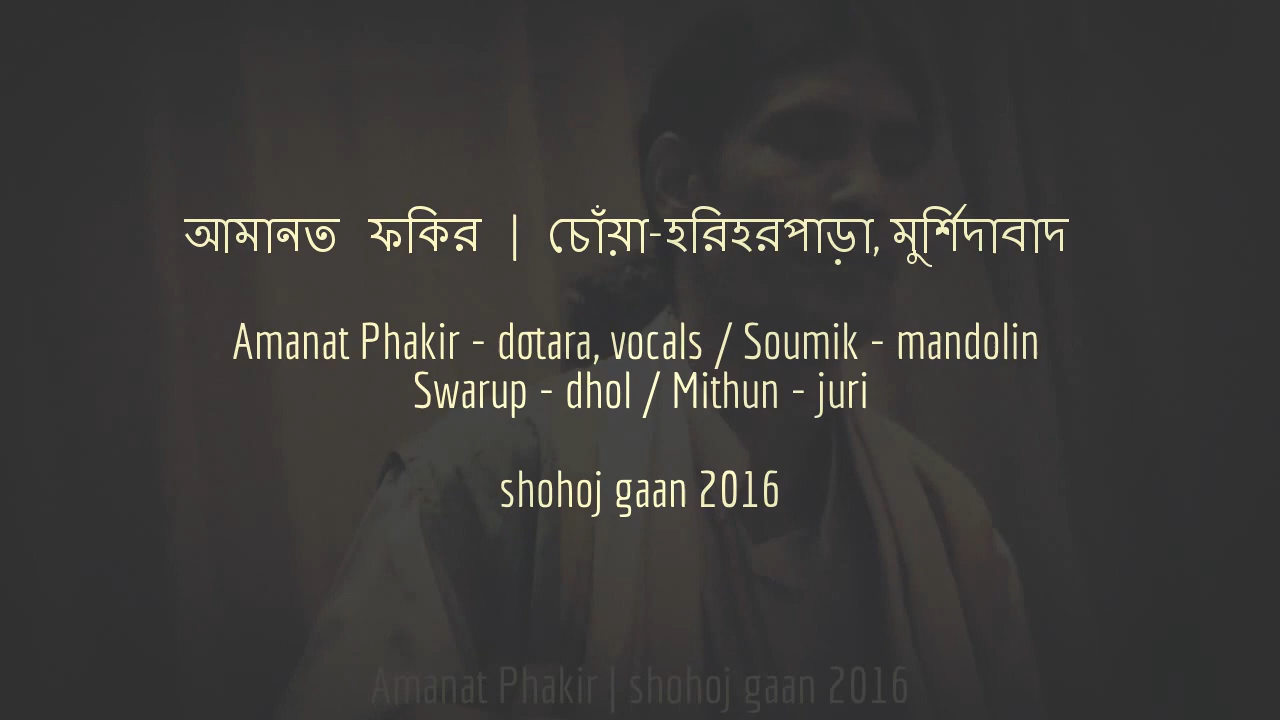 আমানত ফকির | চোঁয়া-হরিহরপাড়া, মুর্শিদাবাদ
Amanat Phakir - dotara, vocals / Soumik - mandolin
Swarup - dhol / Mithun - juri
shohoj gaan 2016
Amanat Phakir | shohoj gaan 2016